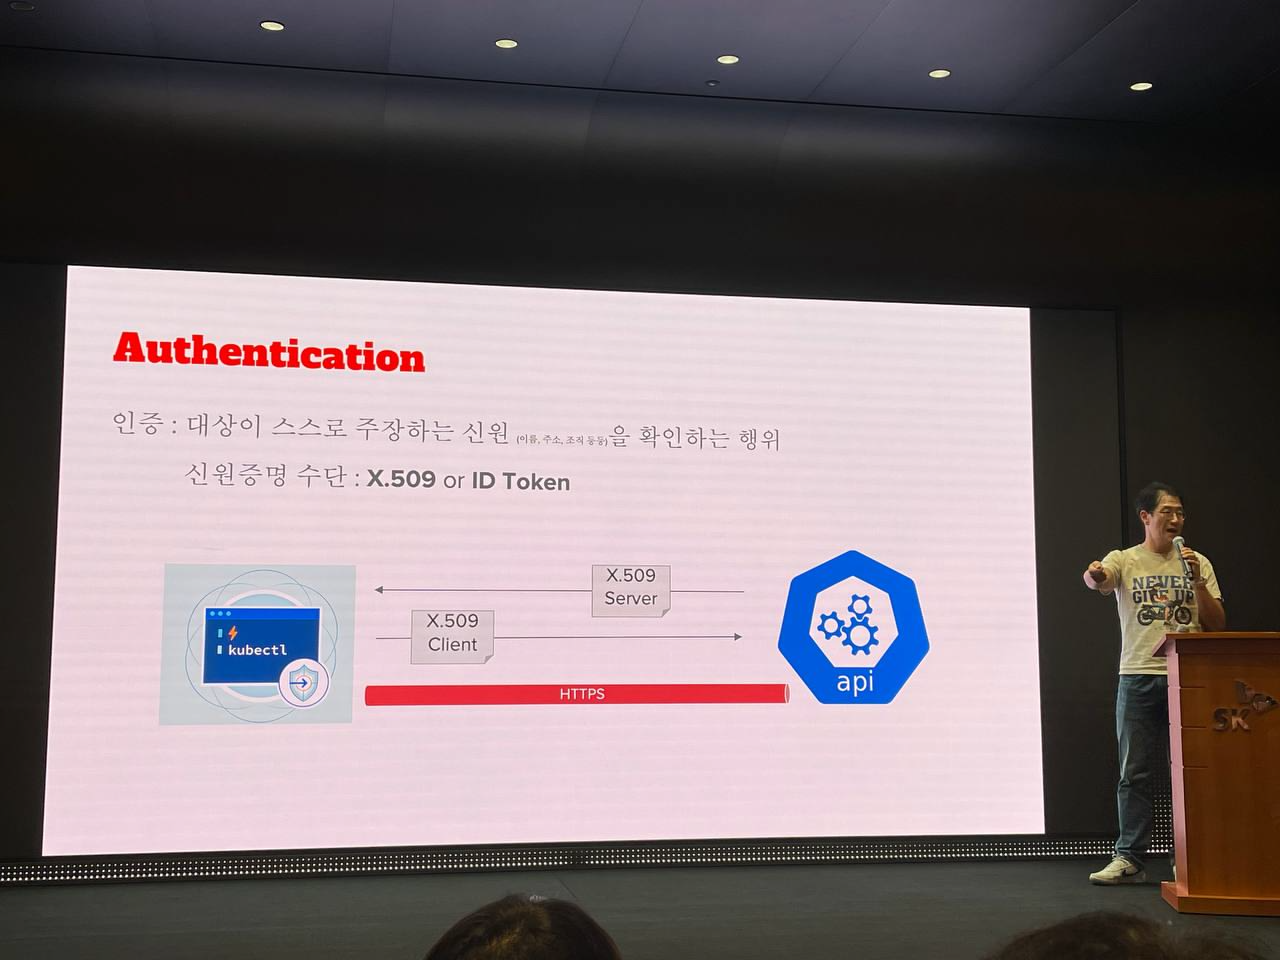 Authentication
인증 : 대상이 스스로 주장하는 신원 (이름, 주소, 조직 등등)을 확인하는 행위
신원증명 수단 : X.509 or ID Token
X.509
Server
X.509
Client
kubectl
api
HTTPS
NEVER
GIVE UP
SK